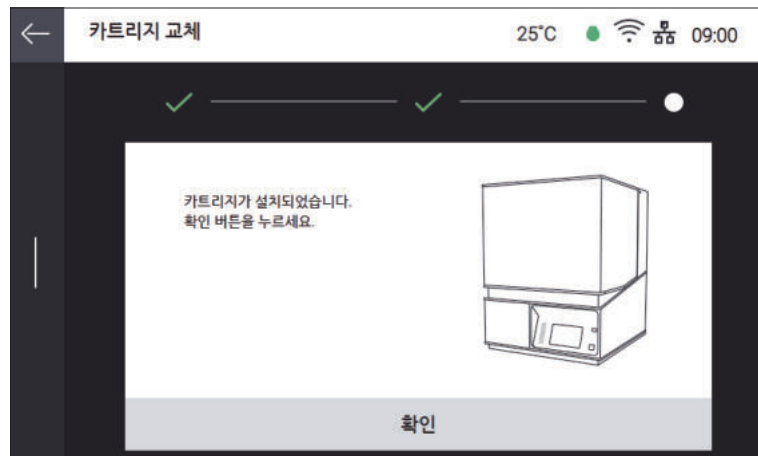 카트리지 교체
25°C
09:00
카트리지가 설치되었습니다.
확인 버튼을 누르세요.
확인